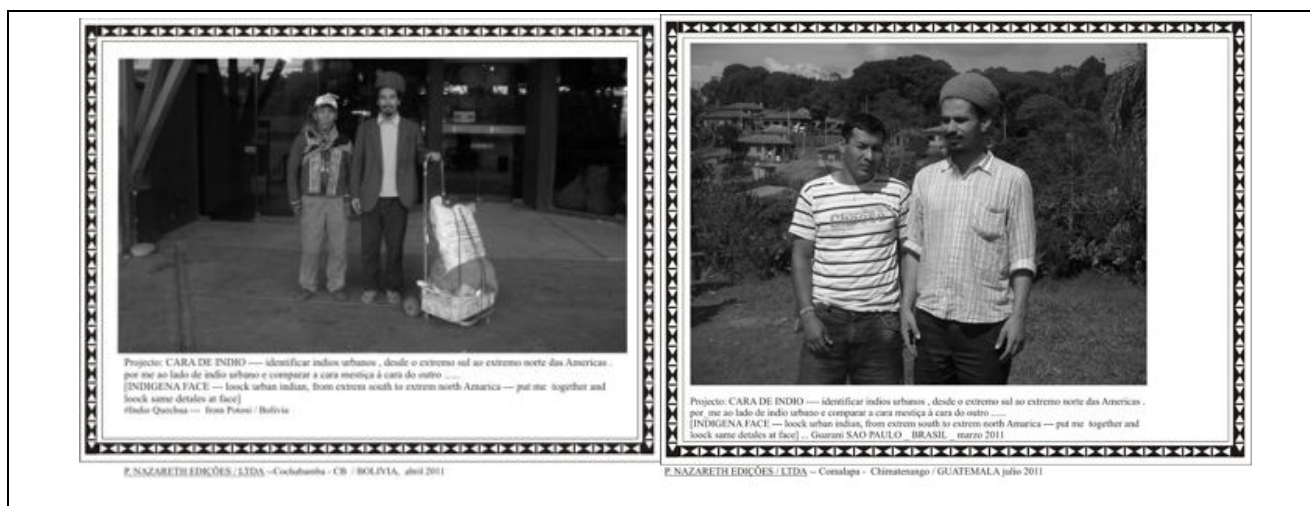 Projecto: CARA DE INDIO ---- identificar indios urbanos , desde o extremo sul ao extremo norte das Americas .
por me ao lado de indio urbano e comparar a cara mestiça à cara do outro ......
[INDIGENA FACE --- loock urban indian, from extrem south to extrem north Amarica --- put me together and
loock same detales at face]
#Indio Quechua --- from Potosi / Bolivia
P. NAZARETH EDIÇÕES / LTDA --Cochabamba - CB / BOLIVIA, abril 2011
Projecto: CARA DE INDIO ---- identificar indios urbanos , desde o extremo sul ao extremo norte das Americas .
por_me ao lado de indio urbano e comparar a cara mestiça à cara do outro ......
[INDIGENA FACE --- loock urban indian, from extrem south to extrem north Amarica --- put me together and
loock same detales at face] ... Guarani SAO PAULO _ BRASIL _ marzo 2011
P. NAZARETH EDIÇÕES / LTDA -- Comalapa - Chimatenango / GUATEMALA julio 2011